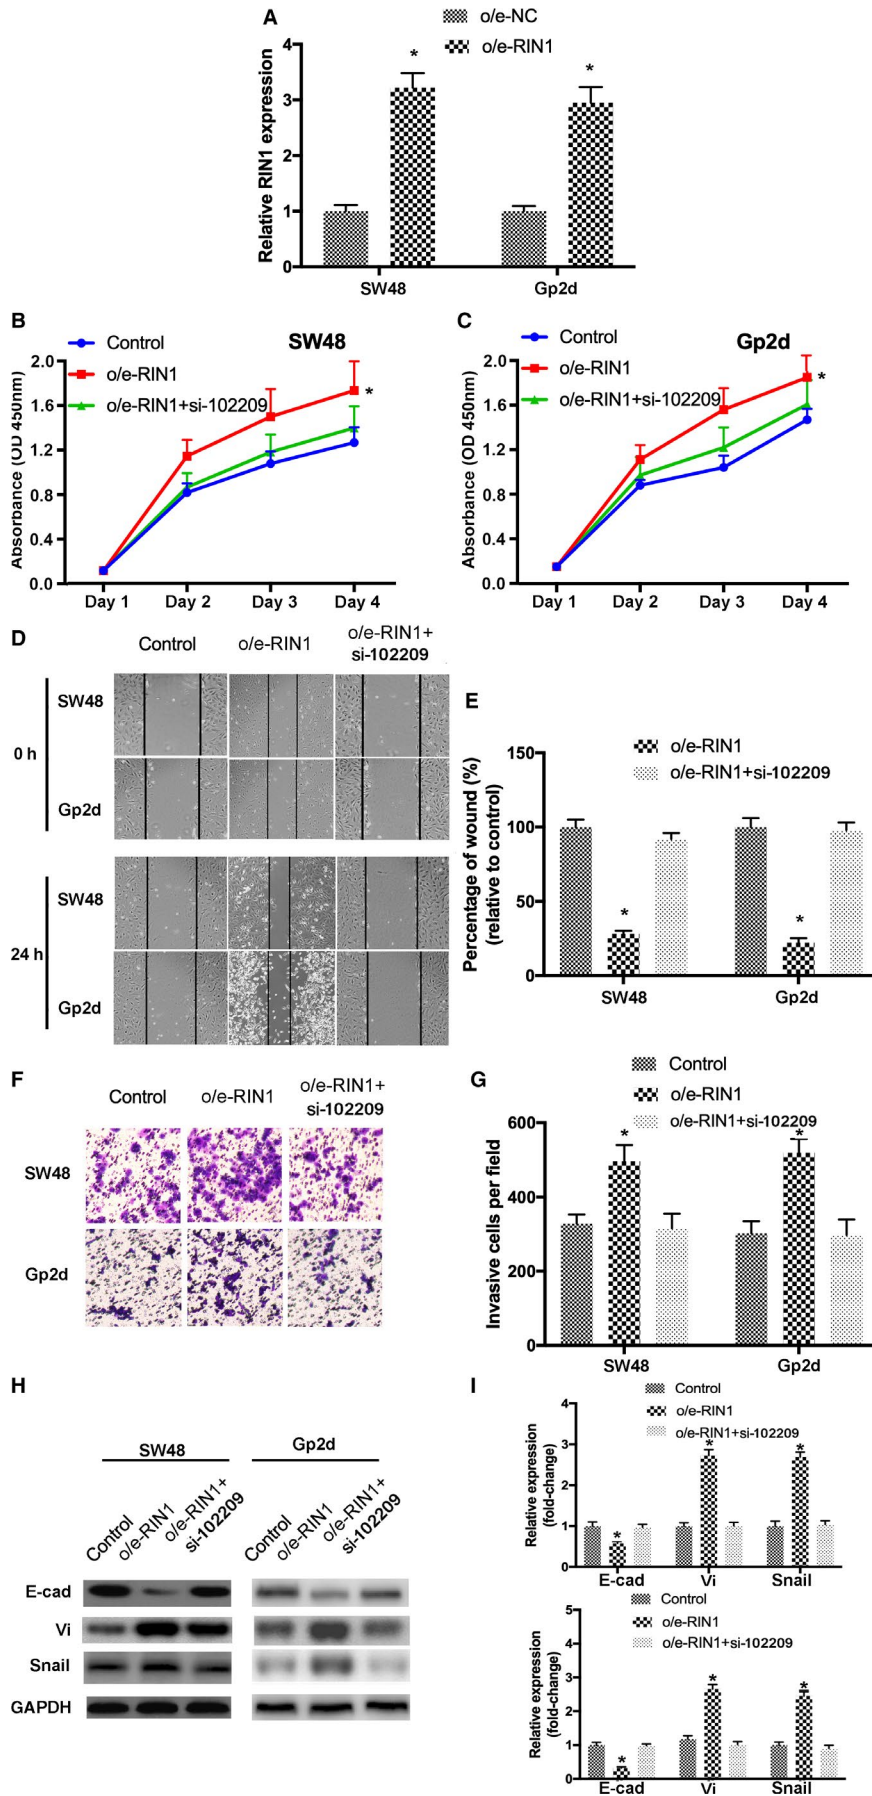 A
o/e-NC
o/e-RIN1
Relative RIN1 expression
4
3
2
1
0
*
*
SW48
Gp2d
B
Control
o/e-RIN1
o/e-RIN1+si-102209
SW48
Absorbance (OD 450nm)
2.0
1.6
1.2
0.8
0.4
0.0
*
Day 1 Day 2 Day 3 Day 4
C
Control
o/e-RIN1
o/e-RIN1+si-102209
Gp2d
Absorbance (OD 450nm)
2.0
1.6
1.2
0.8
0.4
0.0
*
Day 1 Day 2 Day 3 Day 4
D
Control
o/e-RIN1
o/e-RIN1+
si-102209
0 h
SW48
Gp2d
24 h
SW48
Gp2d
E
o/e-RIN1
o/e-RIN1+si-102209
Percentage of wound (%)
(relative to control)
150
100
50
0
*
*
SW48
Gp2d
F
Control
o/e-RIN1
o/e-RIN1+
si-102209
SW48
Gp2d
G
Control
o/e-RIN1
o/e-RIN1+si-102209
Invasive cells per field
600
400
200
0
*
*
SW48
Gp2d
H
SW48
Gp2d
Control
o/e-RIN1
o/e-RIN1+
si-102209
Control
o/e-RIN1
o/e-RIN1+
si-102209
E-cad
Vi
Snail
GAPDH
I
Control
o/e-RIN1
o/e-RIN1+si-102209
Relative expression
(fold-change)
4
3
2
1
0
*
*
*
E-cad
Vi
Snail
Control
o/e-RIN1
o/e-RIN1+si-102209
Relative expression
(fold-change)
5
4
3
2
1
0
*
*
*
E-cad
Vi
Snail